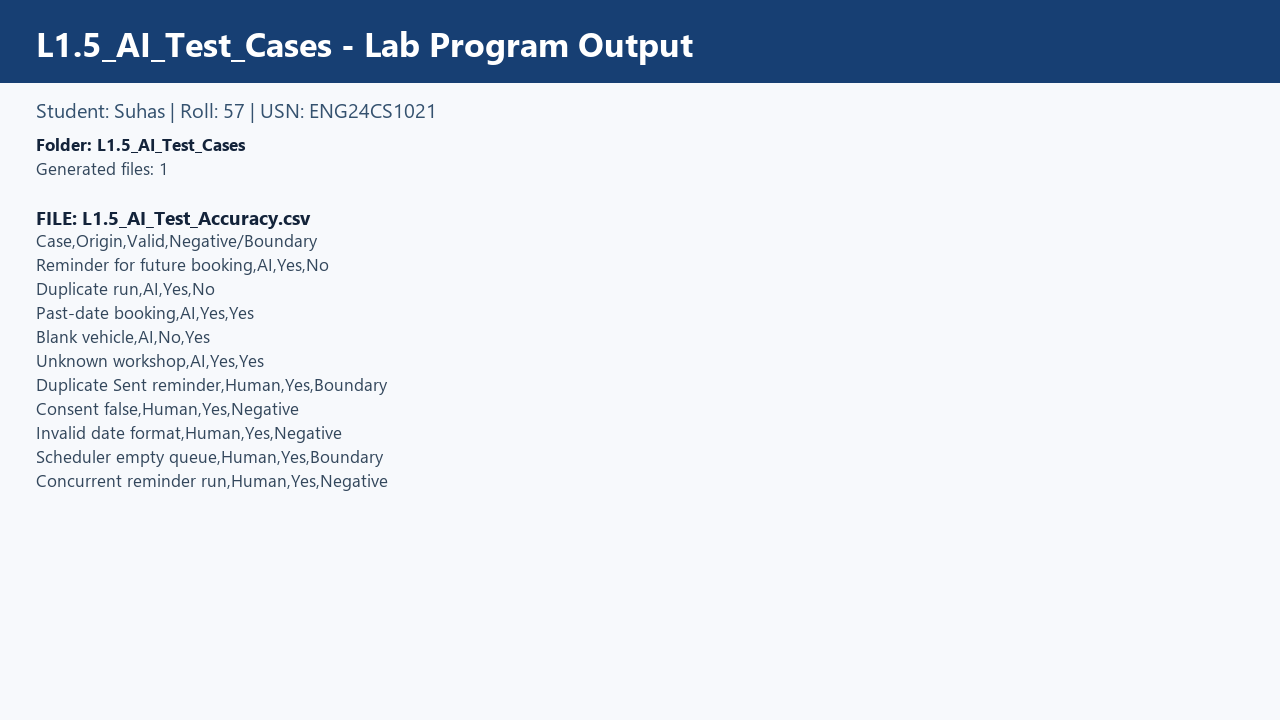 L1.5_AI_Test_Cases - Lab Program Output
Student: Suhas | Roll: 57 | USN: ENG24CS1021
Folder: L1.5_AI_Test_Cases
Generated files: 1
FILE: L1.5_AI_Test_Accuracy.csv
Case,Origin,Valid,Negative/Boundary
Reminder for future booking,AI,Yes,No
Duplicate run,AI,Yes,No
Past-date booking,AI,Yes,Yes
Blank vehicle,AI,No,Yes
Unknown workshop,AI,Yes,Yes
Duplicate Sent reminder,Human,Yes,Boundary
Consent false,Human,Yes,Negative
Invalid date format,Human,Yes,Negative
Scheduler empty queue,Human,Yes,Boundary
Concurrent reminder run,Human,Yes,Negative